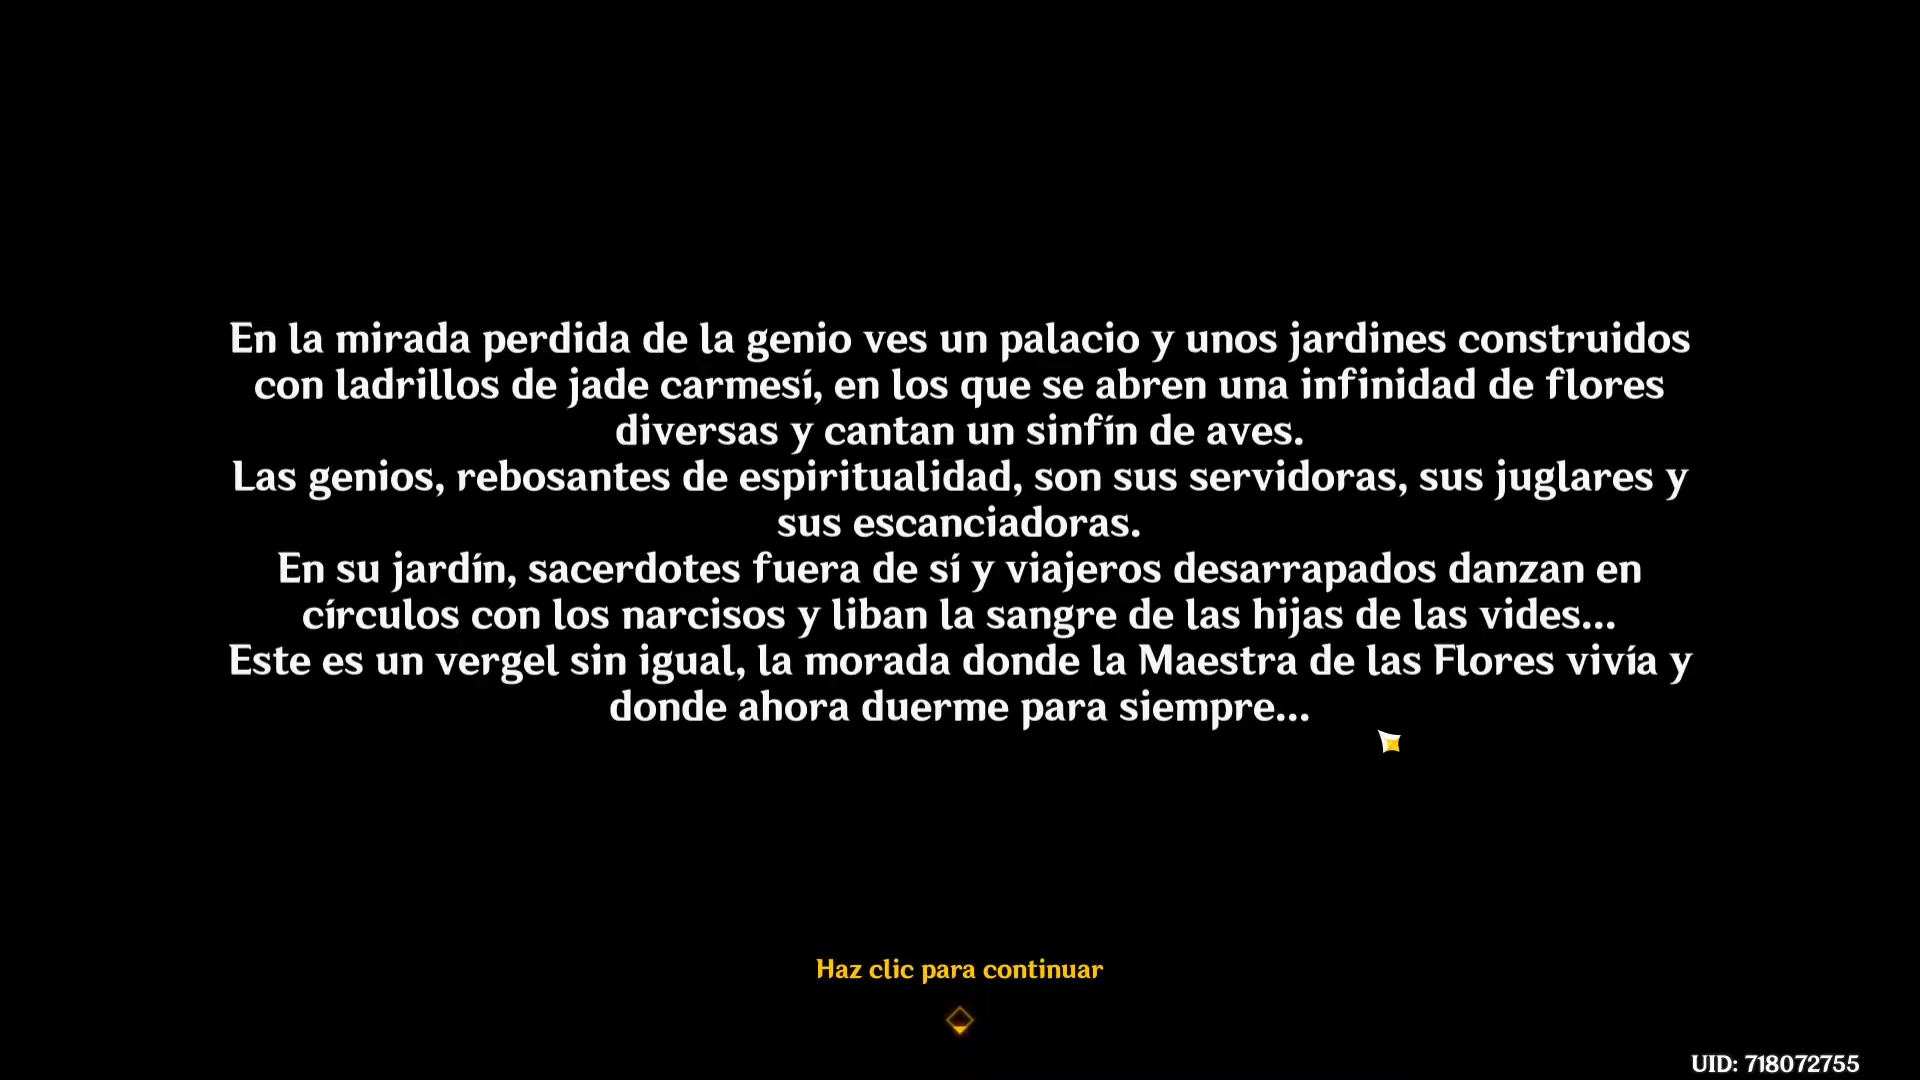 En la mirada perdida de la genio ves un palacio y unos jardines construidos
con ladrillos de jade carmesí, en los que se abren una infinidad de flores
diversas y cantan un sinfín de aves.
Las genios, rebosantes de espiritualidad, son sus servidoras, sus juglares y
sus escanciadoras.
En su jardín, sacerdotes fuera de sí y viajeros desarrapados danzan en
círculos con los narcisos y liban la sangre de las hijas de las vides...
Este es un vergel sin igual, la morada donde la Maestra de las Flores vivía y
donde ahora duerme para siempre...
Haz clic para continuar
UID: 718072755